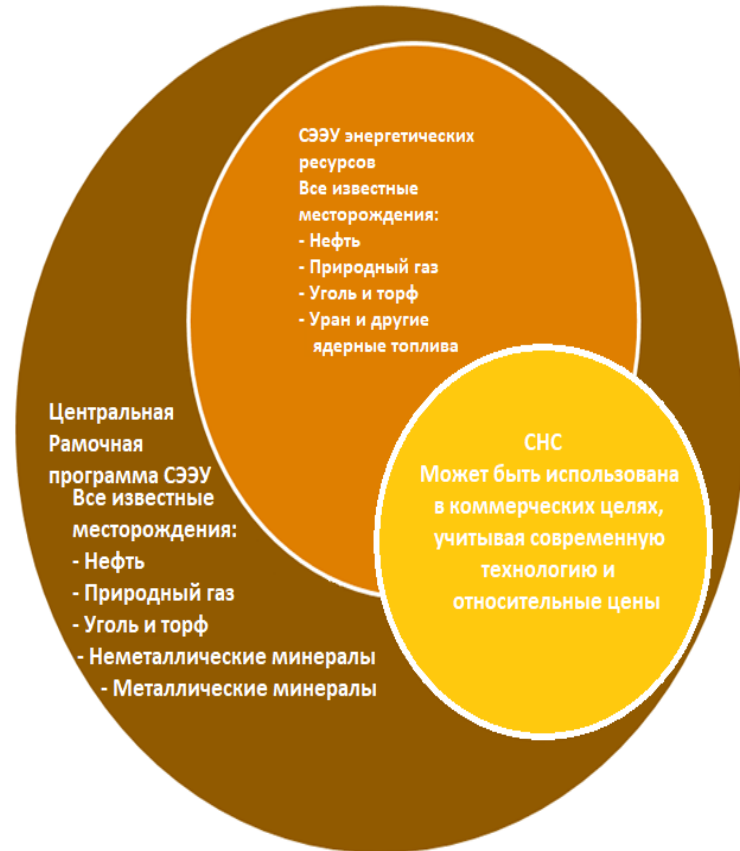 СЭЭУ энергетических
ресурсов
Все известные
месторождения:
- Нефть
- Природный газ
- Уголь и торф
- Уран и другие
ядерные топлива
Центральная
Рамочная
программа СЭЭУ
Все известные
месторождения:
- Нефть
- Природный газ
- Уголь и торф
- Неметаллические минералы
- Металлические минералы
СНС
Может быть использована
в коммерческих целях,
учитывая современную
технологию и
относительные цены